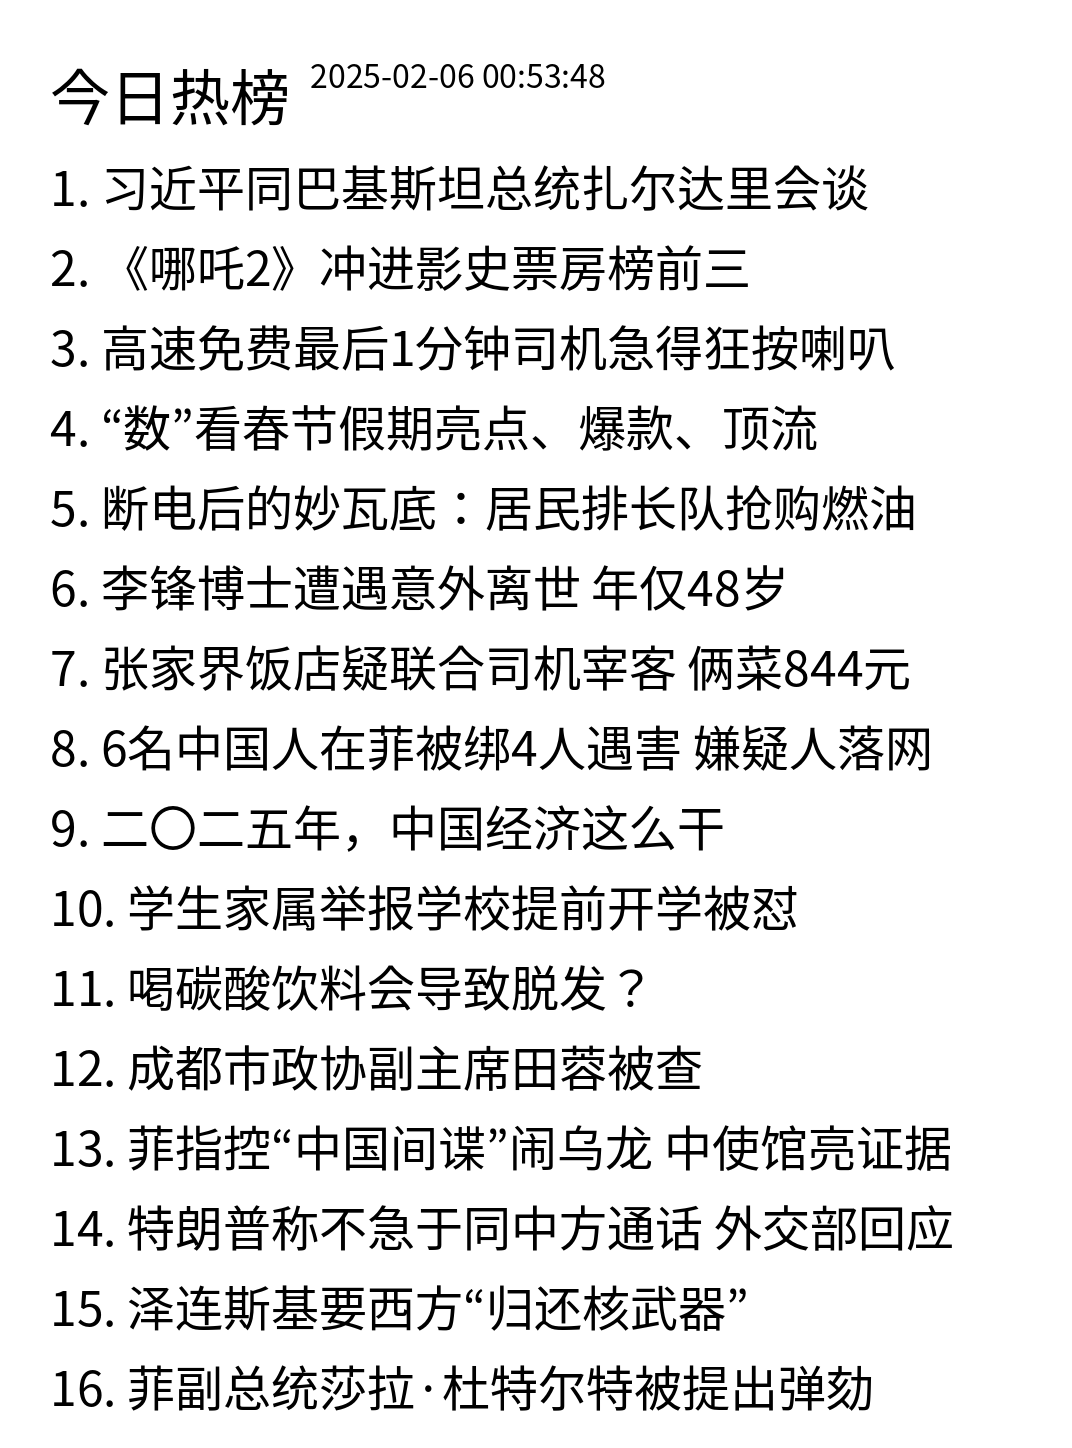 今日热榜 2025-02-06 00:53:48
1. 习近平同巴基斯坦总统扎尔达里会谈
2. 《哪吒2》冲进影史票房榜前三
3. 高速免费最后1分钟司机急得狂按喇叭
4. “数”看春节假期亮点、爆款、顶流
5. 断电后的妙瓦底：居民排长队抢购燃油
6. 李锋博士遭遇意外离世 年仅48岁
7. 张家界饭店疑联合司机宰客 俩菜844元
8. 6名中国人在菲被绑4人遇害 嫌疑人落网
9. 二〇二五年，中国经济这么干
10. 学生家属举报学校提前开学被怼
11. 喝碳酸饮料会导致脱发？
12. 成都市政协副主席田蓉被查
13. 菲指控“中国间谍”闹乌龙 中使馆亮证据
14. 特朗普称不急于同中方通话 外交部回应
15. 泽连斯基要西方“归还核武器”
16. 菲副总统莎拉·杜特尔特被提出弹劾